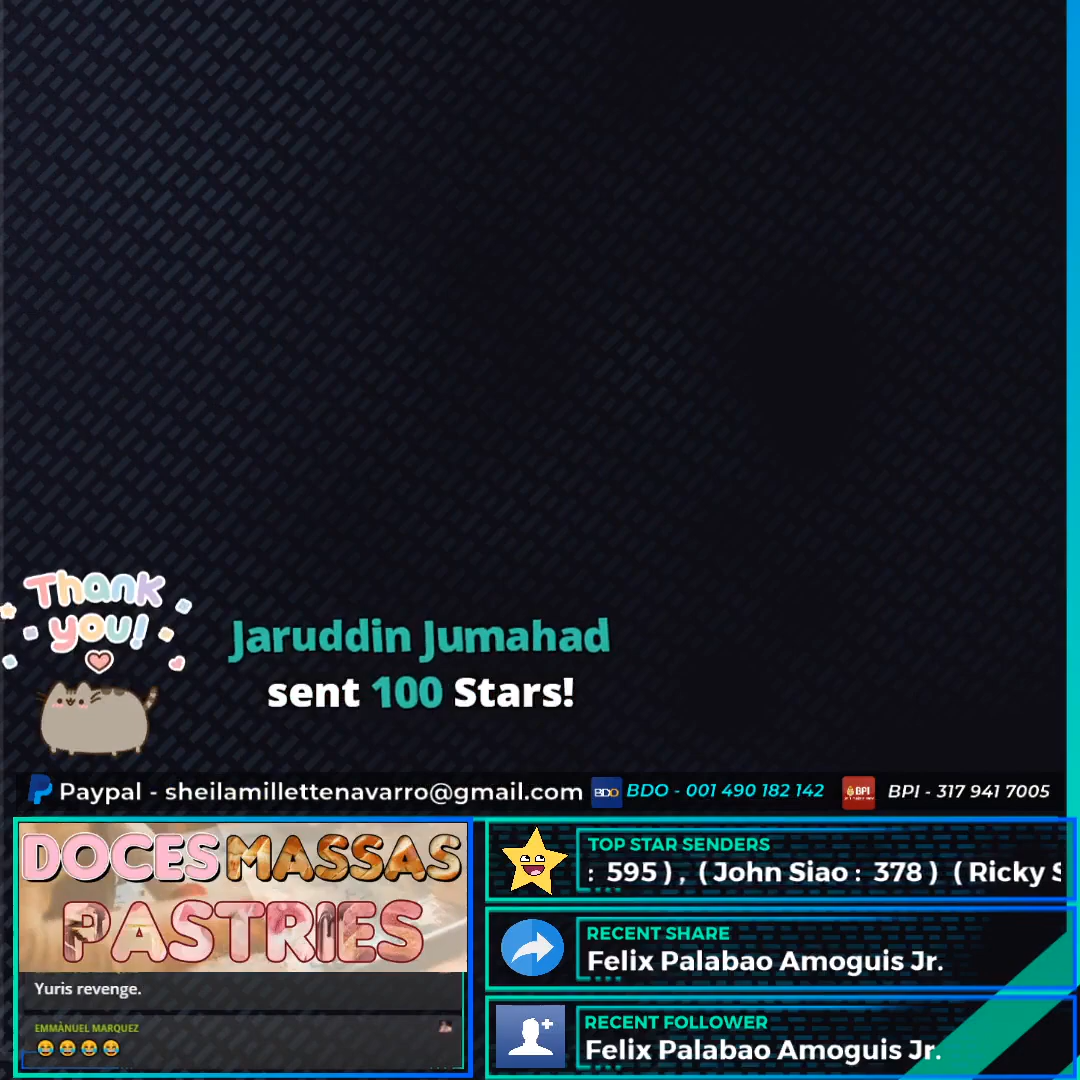 Thank
you!
Jaruddin Jumahad
sent 100 Stars!
Paypal - sheilamillettenavarro@gmail.com BDO BDO - 001 490 182 142 BPI BPI - 317 941 7005
DOCES MASSAS
PASTRIES
Yuris revenge.
EMMÀNUEL MARQUEZ
😂 😂 😂 😂
TOP STAR SENDERS
: 595 ) , ( John Siao : 378 ) ( Ricky S
RECENT SHARE
Felix Palabao Amoguis Jr.
RECENT FOLLOWER
Felix Palabao Amoguis Jr.